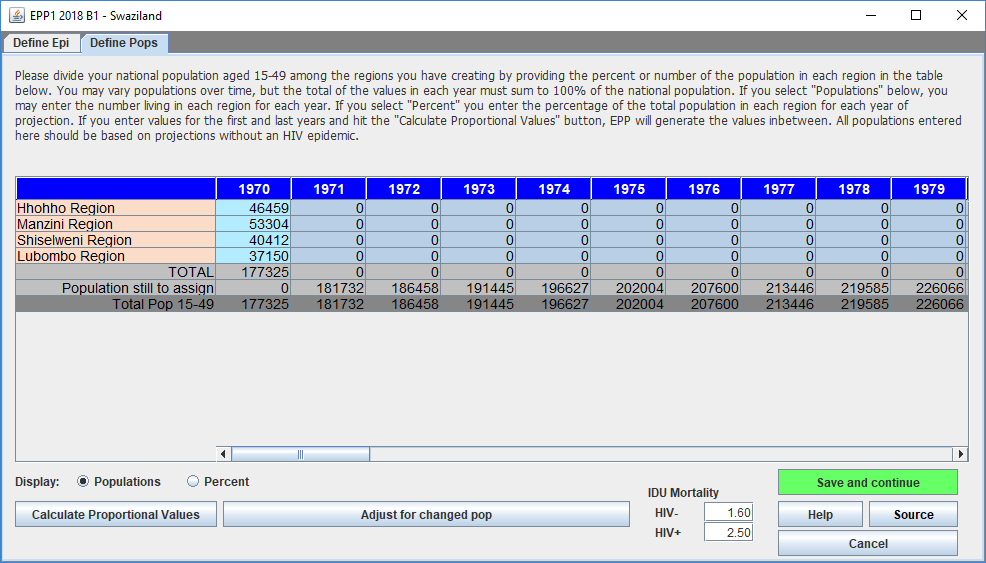 EPP1 2018 B1 - Swaziland
Define Epi Define Pops
Please divide your national population aged 15-49 among the regions you have creating by providing the percent or number of the population in each region in the table
below. You may vary populations over time, but the total of the values in each year must sum to 100% of the national population. If you select "Populations" below, you
may enter the number living in each region for each year. If you select "Percent" you enter the percentage of the total population in each region for each year of
projection. If you enter values for the first and last years and hit the "Calculate Proportional Values" button, EPP will generate the values inbetween. All populations entered
here should be based on projections without an HIV epidemic.
1970 1971 1972 1973 1974 1975 1976 1977 1978 1979
Hhohho Region 46459 0 0 0 0 0 0 0 0 0
Manzini Region 53304 0 0 0 0 0 0 0 0 0
Shiselweni Region 40412 0 0 0 0 0 0 0 0 0
Lubombo Region 37150 0 0 0 0 0 0 0 0 0
TOTAL 177325 0 0 0 0 0 0 0 0 0
Population still to assign 0 181732 186458 191445 196627 202004 207600 213446 219585 226066
Total Pop 15-49 177325 181732 186458 191445 196627 202004 207600 213446 219585 226066
Display: Populations Percent
Calculate Proportional Values Adjust for changed pop
IDU Mortality
HIV- 1.60
HIV+ 2.50
Save and continue
Help Source
Cancel